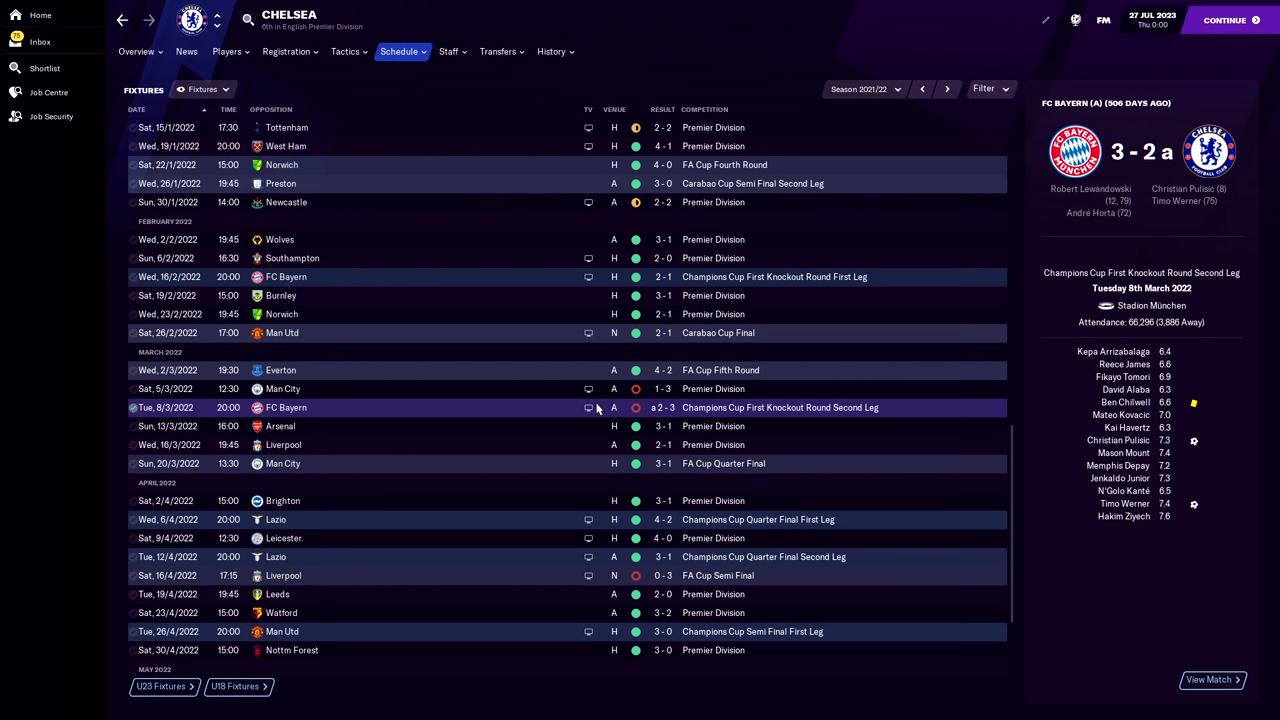 Home
75
Inbox
Shortlist
Job Centre
Job Security
CHELSEA
6th in English Premier Division
FM
27 JUL 2023
Thu 0:00
CONTINUE
Overview
News
Players
Registration
Tactics
Schedule
Staff
Transfers
History
FIXTURES
Fixtures
Season 2021/22
Filter
DATE TIME OPPOSITION TV VENUE RESULT COMPETITION
Sat, 15/1/2022 17:30 Tottenham H 2 - 2 Premier Division
Wed, 19/1/2022 20:00 West Ham H 4 - 1 Premier Division
Sat, 22/1/2022 15:00 Norwich H 4 - 0 FA Cup Fourth Round
Wed, 26/1/2022 19:45 Preston A 3 - 0 Carabao Cup Semi Final Second Leg
Sun, 30/1/2022 14:00 Newcastle A 2 - 2 Premier Division
FEBRUARY 2022
Wed, 2/2/2022 19:45 Wolves A 3 - 1 Premier Division
Sun, 6/2/2022 16:30 Southampton H 2 - 0 Premier Division
Wed, 16/2/2022 20:00 FC Bayern H 2 - 1 Champions Cup First Knockout Round First Leg
Sat, 19/2/2022 15:00 Burnley H 3 - 1 Premier Division
Wed, 23/2/2022 19:45 Norwich H 2 - 1 Premier Division
Sat, 26/2/2022 17:00 Man Utd N 2 - 1 Carabao Cup Final
MARCH 2022
Wed, 2/3/2022 19:30 Everton A 4 - 2 FA Cup Fifth Round
Sat, 5/3/2022 12:30 Man City A 1 - 3 Premier Division
Tue, 8/3/2022 20:00 FC Bayern A a 2 - 3 Champions Cup First Knockout Round Second Leg
Sun, 13/3/2022 16:00 Arsenal H 3 - 1 Premier Division
Wed, 16/3/2022 19:45 Liverpool A 2 - 1 Premier Division
Sun, 20/3/2022 13:30 Man City H 3 - 1 FA Cup Quarter Final
APRIL 2022
Sat, 2/4/2022 15:00 Brighton H 3 - 1 Premier Division
Wed, 6/4/2022 20:00 Lazio H 4 - 2 Champions Cup Quarter Final First Leg
Sat, 9/4/2022 12:30 Leicester H 4 - 0 Premier Division
Tue, 12/4/2022 20:00 Lazio A 3 - 1 Champions Cup Quarter Final Second Leg
Sat, 16/4/2022 17:15 Liverpool N 0 - 3 FA Cup Semi Final
Tue, 19/4/2022 19:45 Leeds A 2 - 0 Premier Division
Sat, 23/4/2022 15:00 Watford A 3 - 2 Premier Division
Tue, 26/4/2022 20:00 Man Utd H 3 - 0 Champions Cup Semi Final First Leg
Sat, 30/4/2022 15:00 Nottm Forest H 3 - 0 Premier Division
MAY 2022
U23 Fixtures
U18 Fixtures
FC BAYERN (A) (506 DAYS AGO)
3 - 2 a
Robert Lewandowski Christian Pulisic (8)
(12, 79) Timo Werner (75)
André Horta (72)
Champions Cup First Knockout Round Second Leg
Tuesday 8th March 2022
Stadion München
Attendance: 66,296 (3,886 Away)
Kepa Arrizabalaga 6.4
Reece James 6.6
Fikayo Tomori 6.9
David Alaba 6.3
Ben Chilwell 6.6
Mateo Kovacic 7.0
Kai Havertz 6.3
Christian Pulisic 7.3
Mason Mount 7.4
Memphis Depay 7.2
Jenkaldo Junior 7.3
N'Golo Kanté 6.5
Timo Werner 7.4
Hakim Ziyech 7.6
View Match